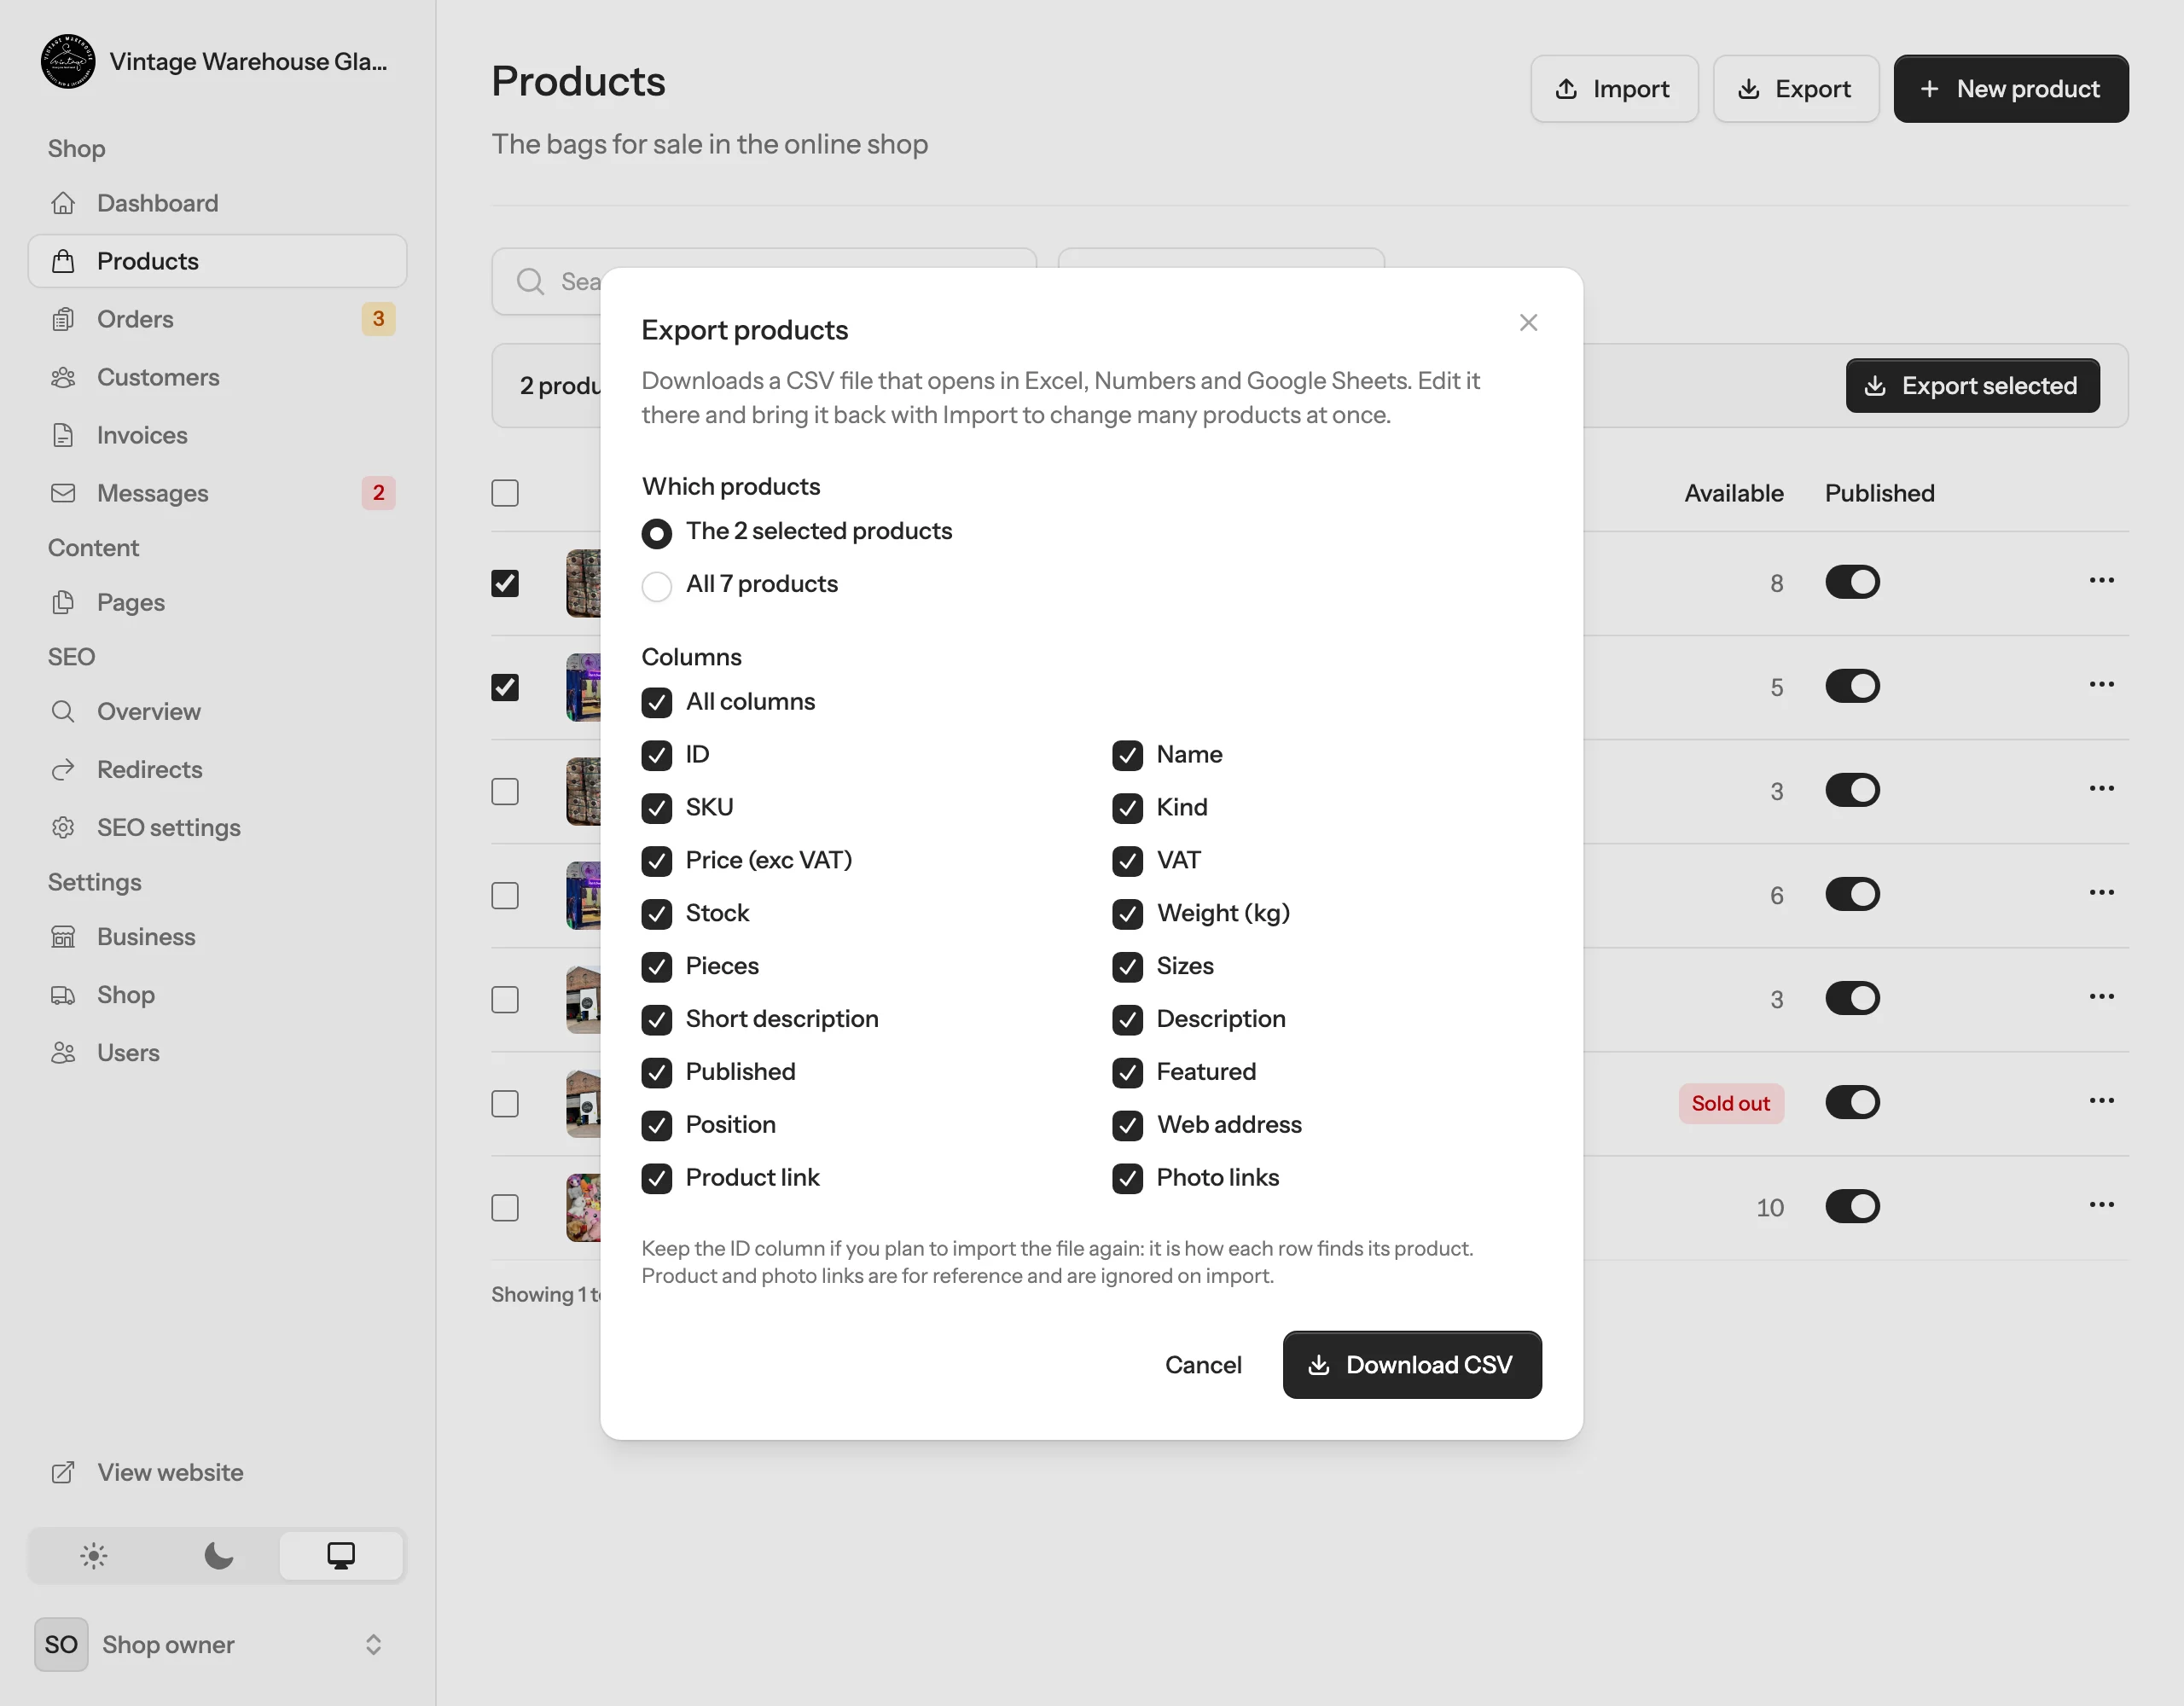 Vintage Warehouse Gla...
Shop
Dashboard
Products
Orders
3
Customers
Invoices
Messages
2
Content
Pages
SEO
Overview
Redirects
SEO settings
Settings
Business
Shop
Users
View website
SO
Shop owner
Products
The bags for sale in the online shop
Import
Export
New product
Sea
2 produ
Export selected
Available
Published
8
5
3
6
3
Sold out
10
Showing 1 t
Export products
Downloads a CSV file that opens in Excel, Numbers and Google Sheets. Edit it
there and bring it back with Import to change many products at once.
Which products
The 2 selected products
All 7 products
Columns
All columns
ID
Name
SKU
Kind
Price (exc VAT)
VAT
Stock
Weight (kg)
Pieces
Sizes
Short description
Description
Published
Featured
Position
Web address
Product link
Photo links
Keep the ID column if you plan to import the file again: it is how each row finds its product.
Product and photo links are for reference and are ignored on import.
Cancel
Download CSV